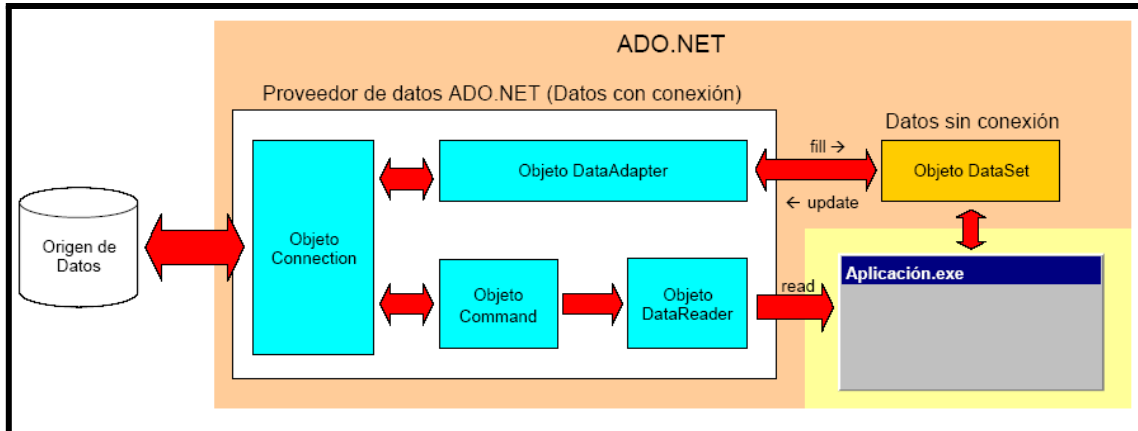 ADO.NET
Proveedor de datos ADO.NET (Datos con conexión)
Datos sin conexión
fill →
Objeto DataAdapter
Objeto DataSet
← update
Origen de
Datos
Objeto
Connection
Aplicación.exe
Objeto
Command
Objeto
DataReader
read